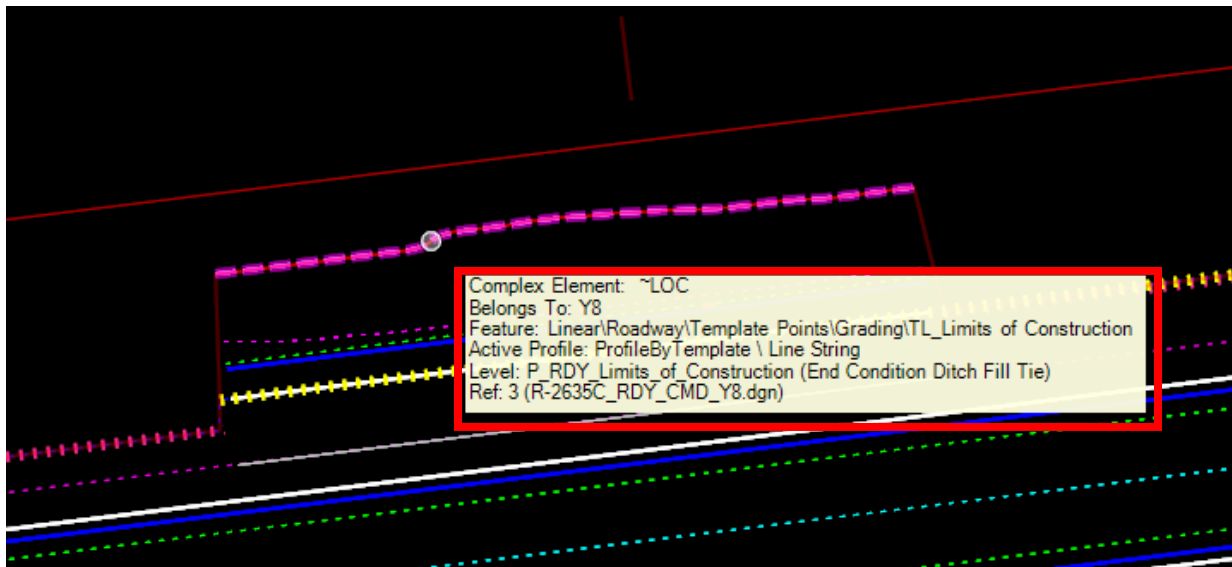 Complex Element: ~LOC
Belongs To: Y8
Feature: Linear\Roadway\Template Points\Grading\TL_Limits of Construction
Active Profile: ProfileByTemplate \ Line String
Level: P_RDY_Limits_of_Construction (End Condition Ditch Fill Tie)
Ref: 3 (R-2635C_RDY_CMD_Y8.dgn)